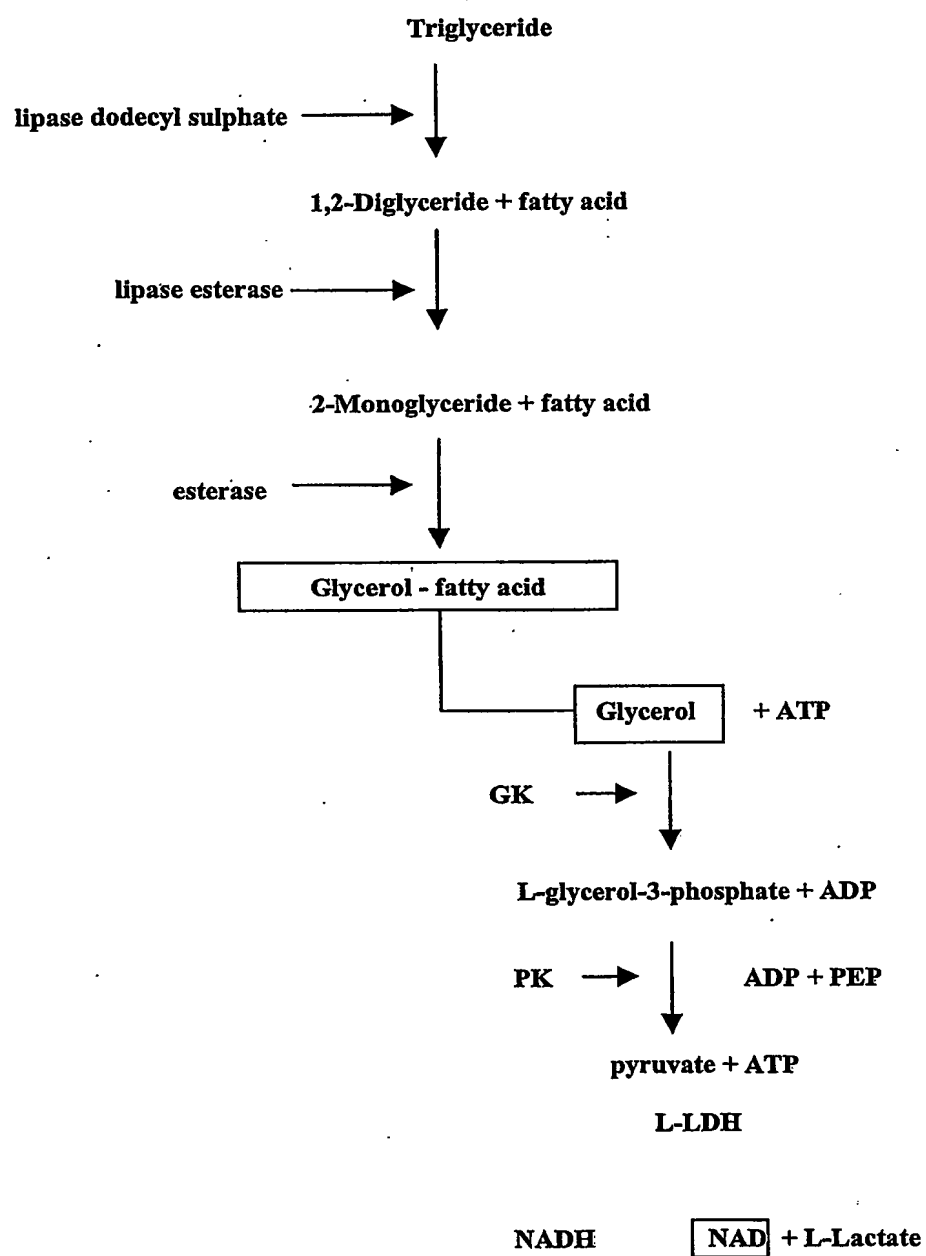 Triglyceride
lipase dodecyl sulphate
1,2-Diglyceride + fatty acid
lipase esterase
2-Monoglyceride + fatty acid
esterase
Glycerol - fatty acid
Glycerol + ATP
GK
L-glycerol-3-phosphate + ADP
PK ADP + PEP
pyruvate + ATP
L-LDH
NADH NAD + L-Lactate